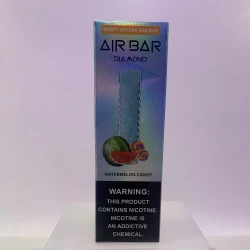 AIR BAR
DIAMOND
WATERMELON CANDY
WARNING:
THIS PRODUCT
CONTAINS NICOTINE.
NICOTINE IS
AN ADDICTIVE
CHEMICAL.